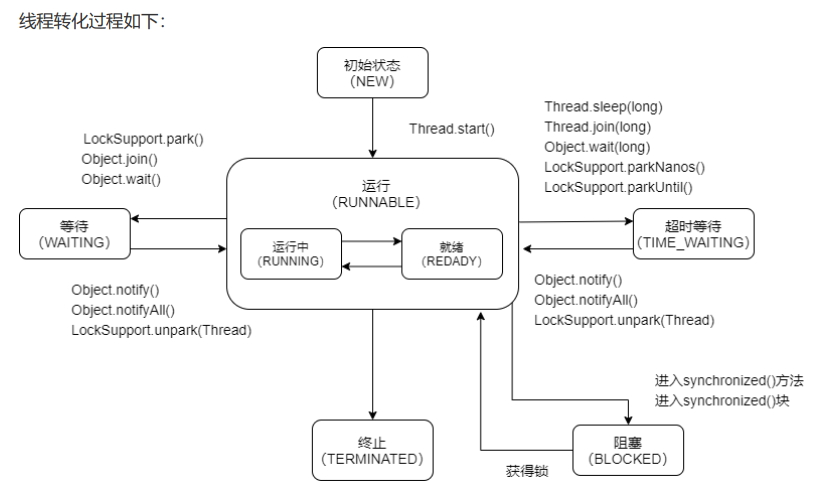 线程转化过程如下：
初始状态
（NEW）
Thread.start()
Thread.sleep(long)
Thread.join(long)
Object.wait(long)
LockSupport.parkNanos()
LockSupport.parkUntil()
LockSupport.park()
Object.join()
Object.wait()
运行
（RUNNABLE）
等待
（WAITING）
运行中
（RUNNING）
就绪
（REDADY）
超时等待
（TIME_WAITING）
Object.notify()
Object.notifyAll()
LockSupport.unpark(Thread)
Object.notify()
Object.notifyAll()
LockSupport.unpark(Thread)
进入synchronized()方法
进入synchronized()块
终止
（TERMINATED）
阻塞
（BLOCKED）
获得锁